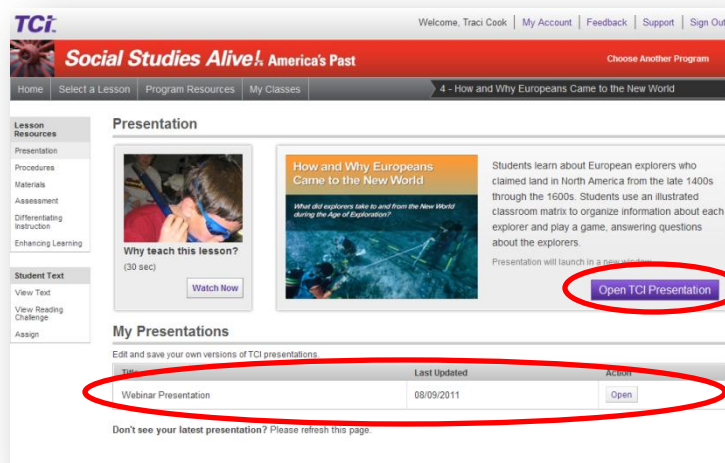 TCi
Welcome, Traci Cook | My Account | Feedback | Support | Sign Out
Social Studies Alive! America's Past
Choose Another Program
Home Select a Lesson Program Resources My Classes
4 - How and Why Europeans Came to the New World
Lesson
Resources
Presentation
Procedures
Materials
Assessment
Differentiating
Instruction
Enhancing Learning
Student Text
View Text
View Reading
Challenge
Assign
Presentation
Why teach this lesson?
(30 sec)
Watch Now
How and Why Europeans
Came to the New World
What did explorers take to and from the New World
during the Age of Exploration?
Students learn about European explorers who
claimed land in North America from the late 1400s
through the 1600s. Students use an illustrated
classroom matrix to organize information about each
explorer and play a game, answering questions
about the explorers.
Presentation will launch in a new window
Open TCI Presentation
My Presentations
Edit and save your own versions of TCI presentations.
Title Last Updated Action
Webinar Presentation 08/09/2011 Open
Don't see your latest presentation? Please refresh this page.